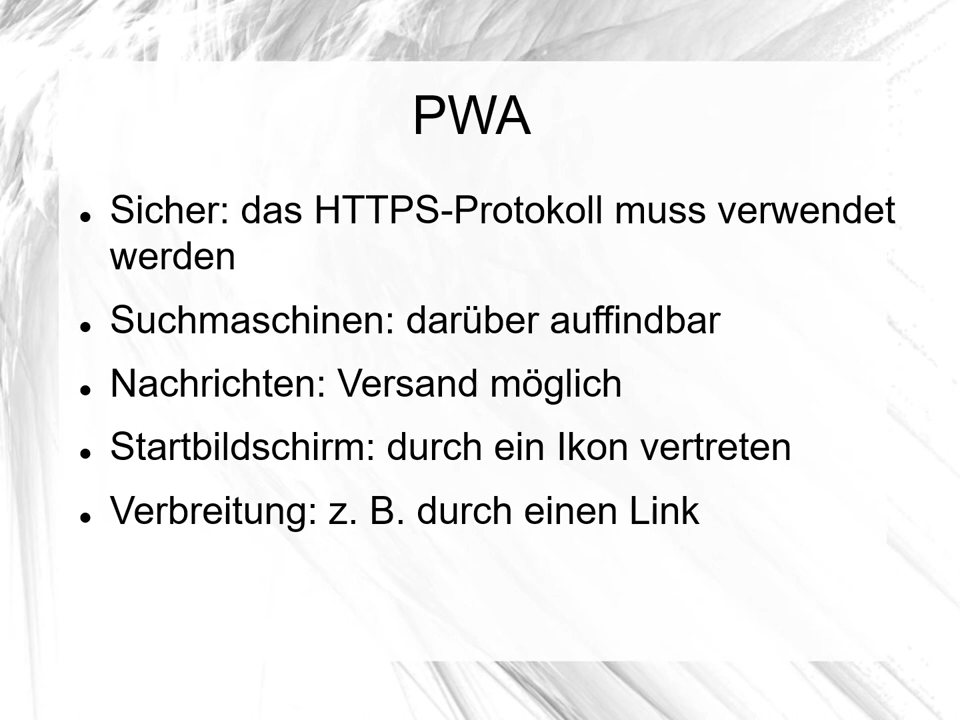 PWA
Sicher: das HTTPS-Protokoll muss verwendet
werden
Suchmaschinen: darüber auffindbar
Nachrichten: Versand möglich
Startbildschirm: durch ein Ikon vertreten
Verbreitung: z. B. durch einen Link